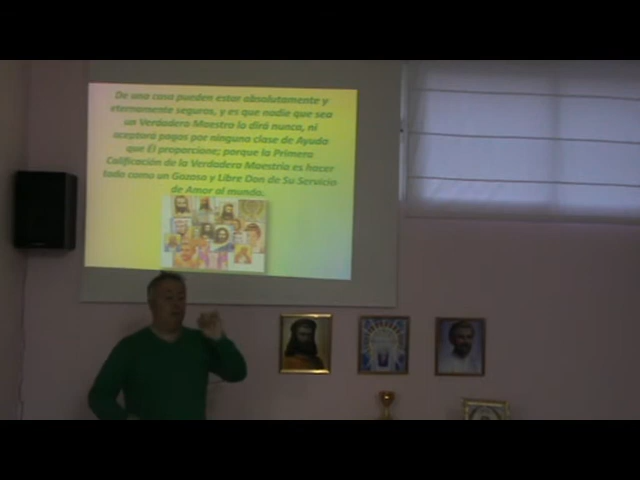 De una cosa pueden estar absolutamente y
eternamente seguros, y es que nadie que sea
un Verdadero Maestro lo dirá nunca, ni
aceptará pagos por ninguna clase de Ayuda
que Él proporcione; porque la Primera
Calificación de la Verdadera Maestría es hacer
todo como un Gozoso y Libre Don de Su Servicio
de Amor al mundo.